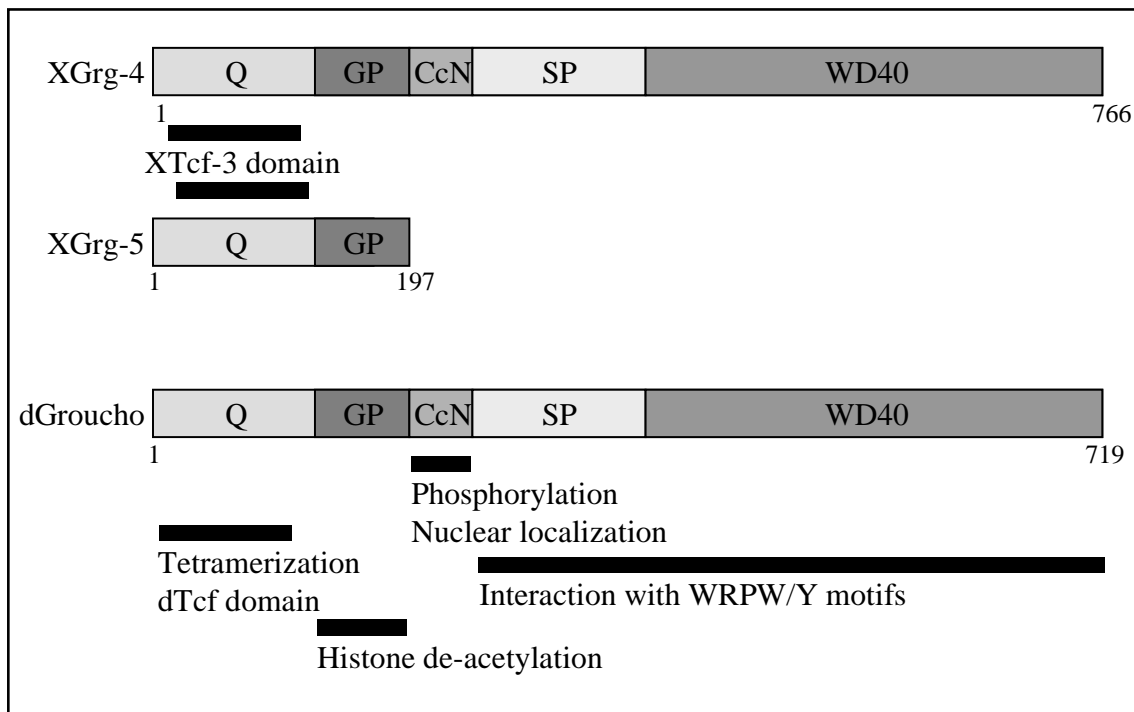 XGrg-4 Q GP CcN SP WD40
1 766
XTcf-3 domain
XGrg-5 Q GP
1 197
dGroucho Q GP CcN SP WD40
1 719
Phosphorylation
Nuclear localization
Tetramerization
dTcf domain
Interaction with WRPW/Y motifs
Histone de-acetylation